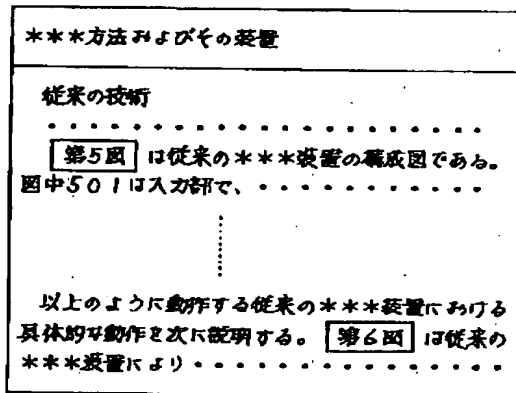 ***方法およびその装置
従来の技術
・・・・・・・・・・・・・・・・・・・・・・
第5図 は従来の***装置の構成図である。
図中501は入力部で、・・・・・・・・・・・
以上のように動作する従来の***装置における
具体的な動作を次に説明する。 第6図 は従来の
***装置により・・・・・・・・・・・・・・・